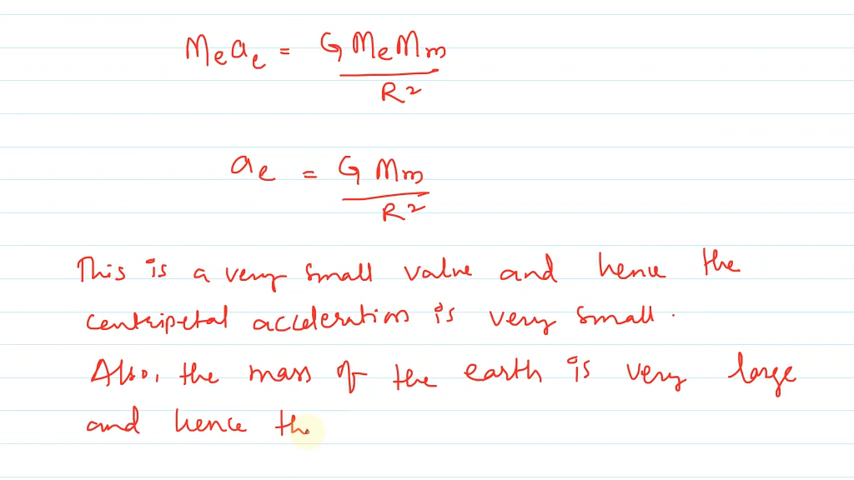 Meae = GMeMm
R²
ae = GMm
R²
This is a very small value and hence the
centripetal acceleration is very small.
Also, the mass of the earth is very large
and hence th